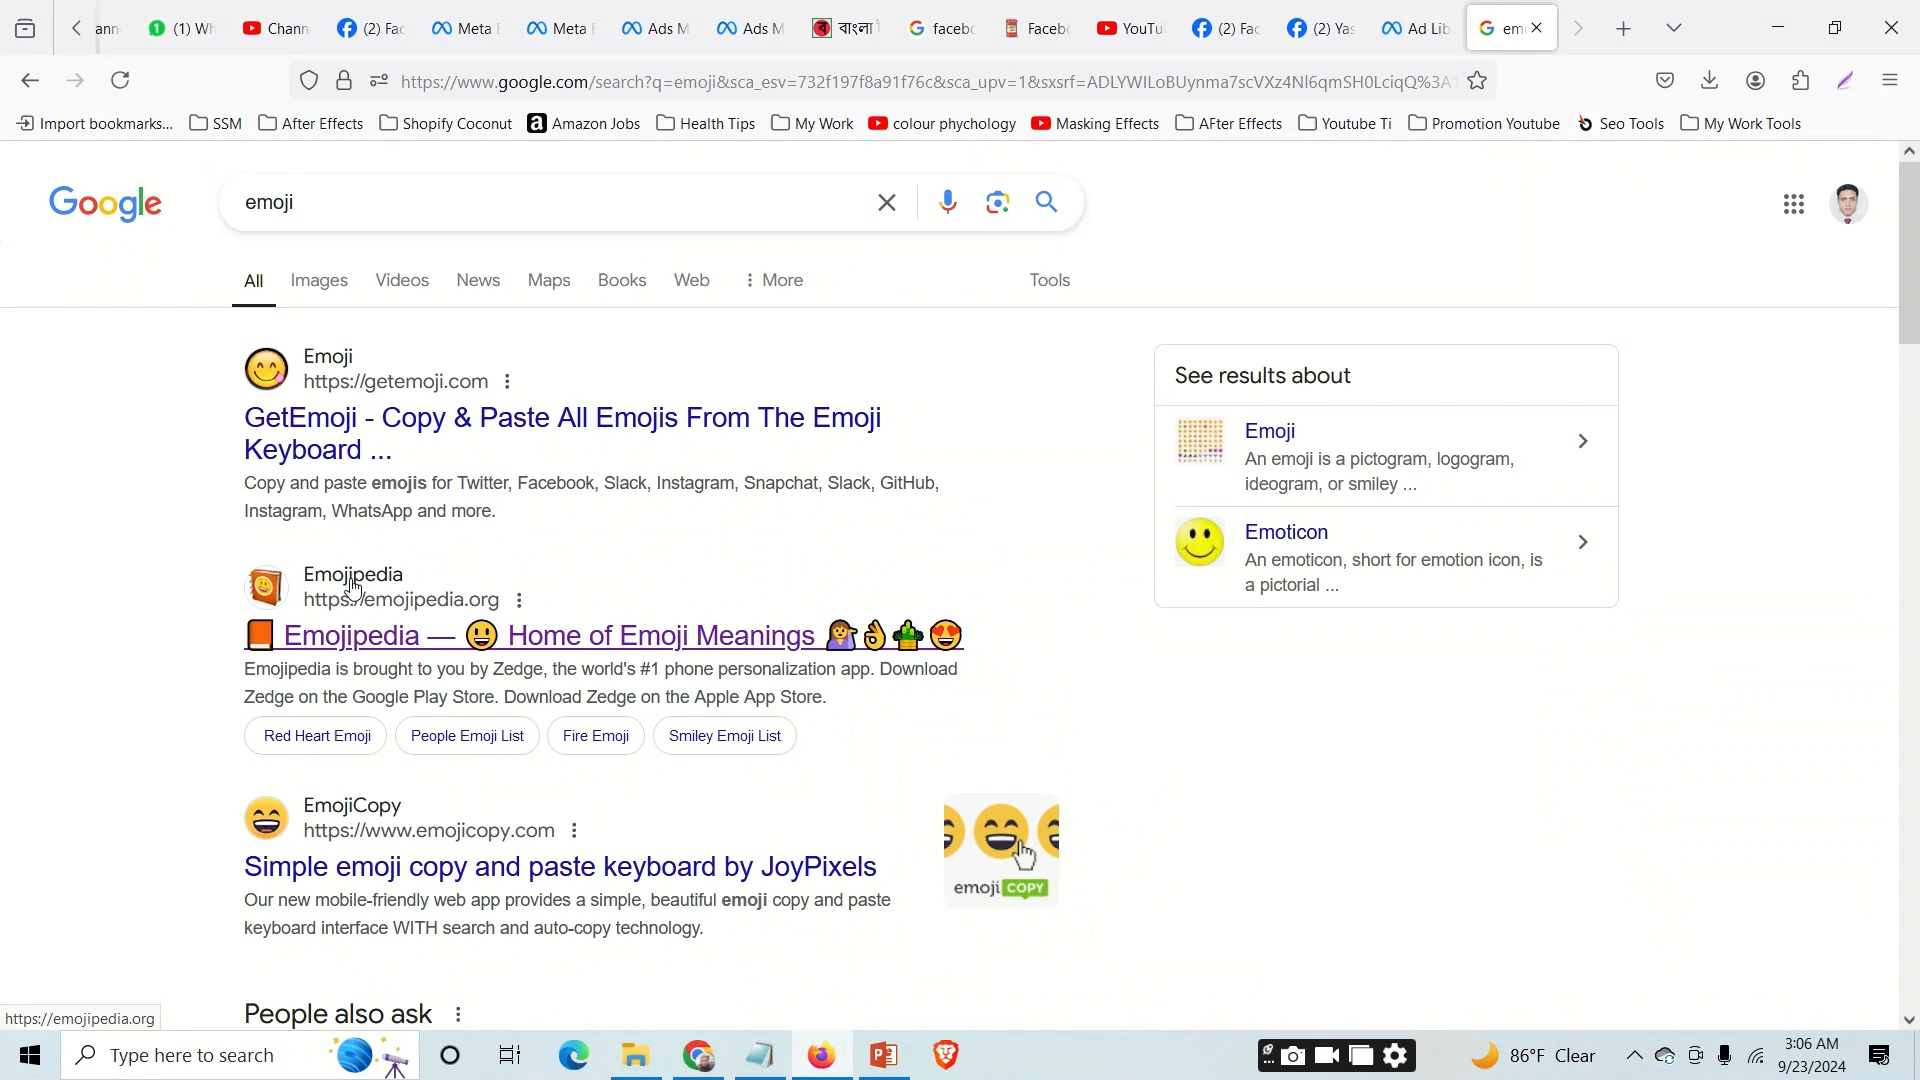 ann
(1) Wh
Chann
(2) Fac
Meta E
Meta E
Ads M
Ads M
বাংলা
facebo
Facebo
YouTu
(2) Fac
(2) Yas
Ad Lib
em
https://www.google.com/search?q=emoji&sca_esv=732f197f8a91f76c&sca_upv=1&sxsrf=ADLYWILoBUynma7scVXz4Nl6qmSH0LciqQ%3A1
Import bookmarks...
SSM
After Effects
Shopify Coconut
Amazon Jobs
Health Tips
My Work
colour phychology
Masking Effects
AFter Effects
Youtube Ti
Promotion Youtube
Seo Tools
My Work Tools
Google
emoji
All
Images
Videos
News
Maps
Books
Web
More
Tools
Emoji
https://getemoji.com
GetEmoji - Copy & Paste All Emojis From The Emoji
Keyboard ...
Copy and paste emojis for Twitter, Facebook, Slack, Instagram, Snapchat, Slack, GitHub,
Instagram, WhatsApp and more.
See results about
Emoji
An emoji is a pictogram, logogram,
ideogram, or smiley ...
Emoticon
An emoticon, short for emotion icon, is
a pictorial ...
Emojipedia
https://emojipedia.org
📙 Emojipedia — 😃 Home of Emoji Meanings 💁👌🎍😍
Emojipedia is brought to you by Zedge, the world's #1 phone personalization app. Download
Zedge on the Google Play Store. Download Zedge on the Apple App Store.
Red Heart Emoji
People Emoji List
Fire Emoji
Smiley Emoji List
EmojiCopy
https://www.emojicopy.com
Simple emoji copy and paste keyboard by JoyPixels
Our new mobile-friendly web app provides a simple, beautiful emoji copy and paste
keyboard interface WITH search and auto-copy technology.
emoji COPY
People also ask
https://emojipedia.org
Type here to search
86°F Clear
3:06 AM
9/23/2024